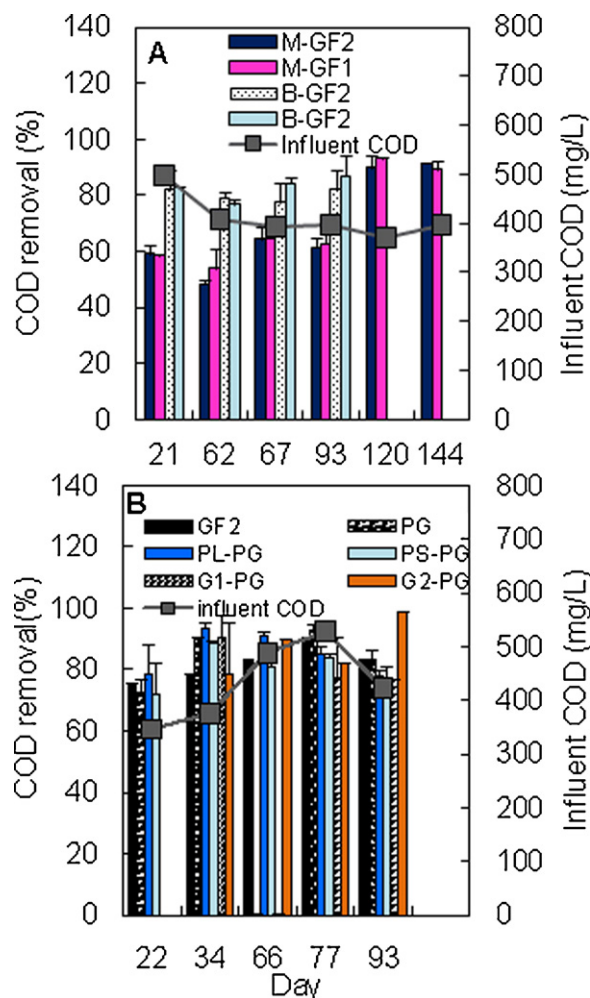 A
COD removal (%)
140
120
100
80
60
40
20
0
M-GF2
M-GF1
B-GF2
B-GF2
Influent COD
800
700
600
500
400
300
200
100
0
Influent COD (mg/L)
21 62 67 93 120 144
B
COD removal(%)
140
120
100
80
60
40
20
0
GF2 PG
PL-PG PS-PG
G1-PG G2-PG
influent COD
800
700
600
500
400
300
200
100
0
Influent COD (mg/L)
22 34 66 77 93
Day